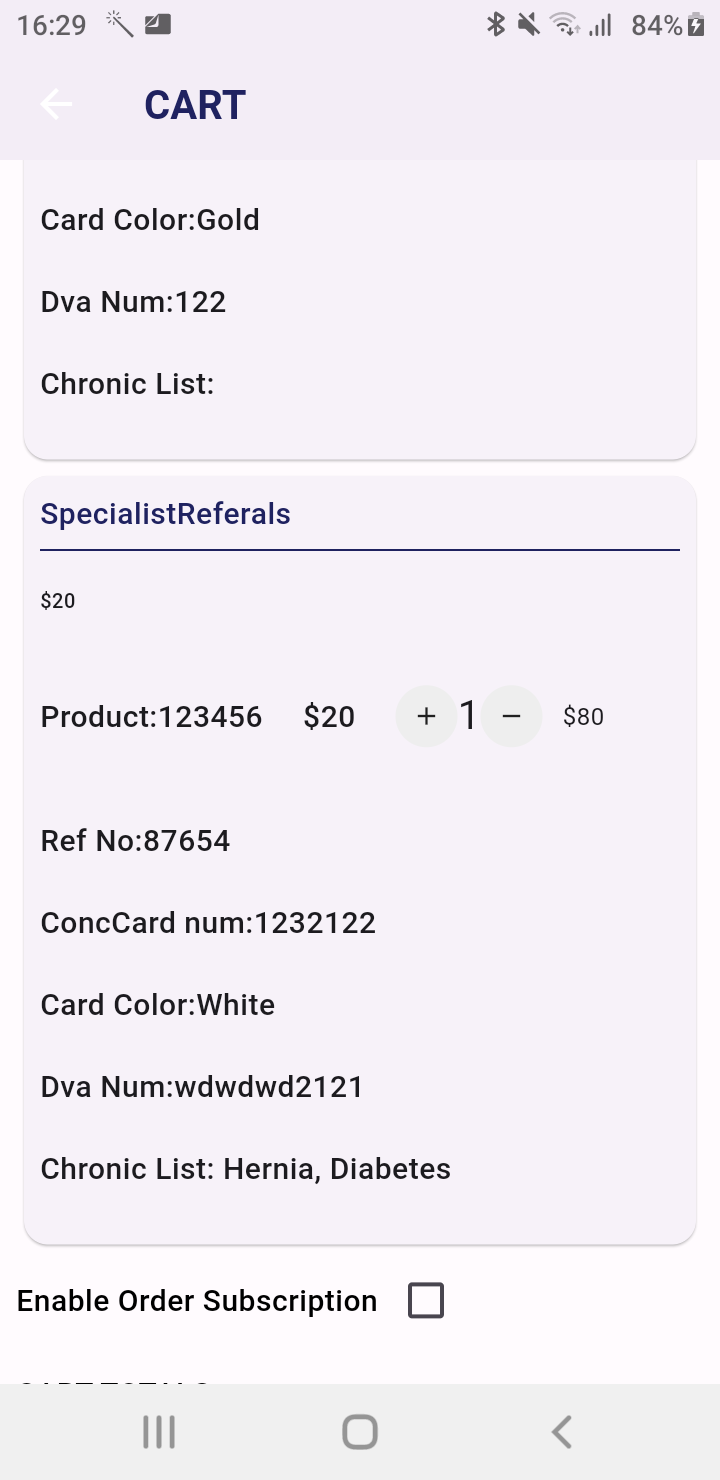 16:29 84%
CART
Card Color:Gold
Dva Num:122
Chronic List:
SpecialistReferals
$20
Product:123456 $20 + 1 − $80
Ref No:87654
ConcCard num:1232122
Card Color:White
Dva Num:wdwdwd2121
Chronic List: Hernia, Diabetes
Enable Order Subscription